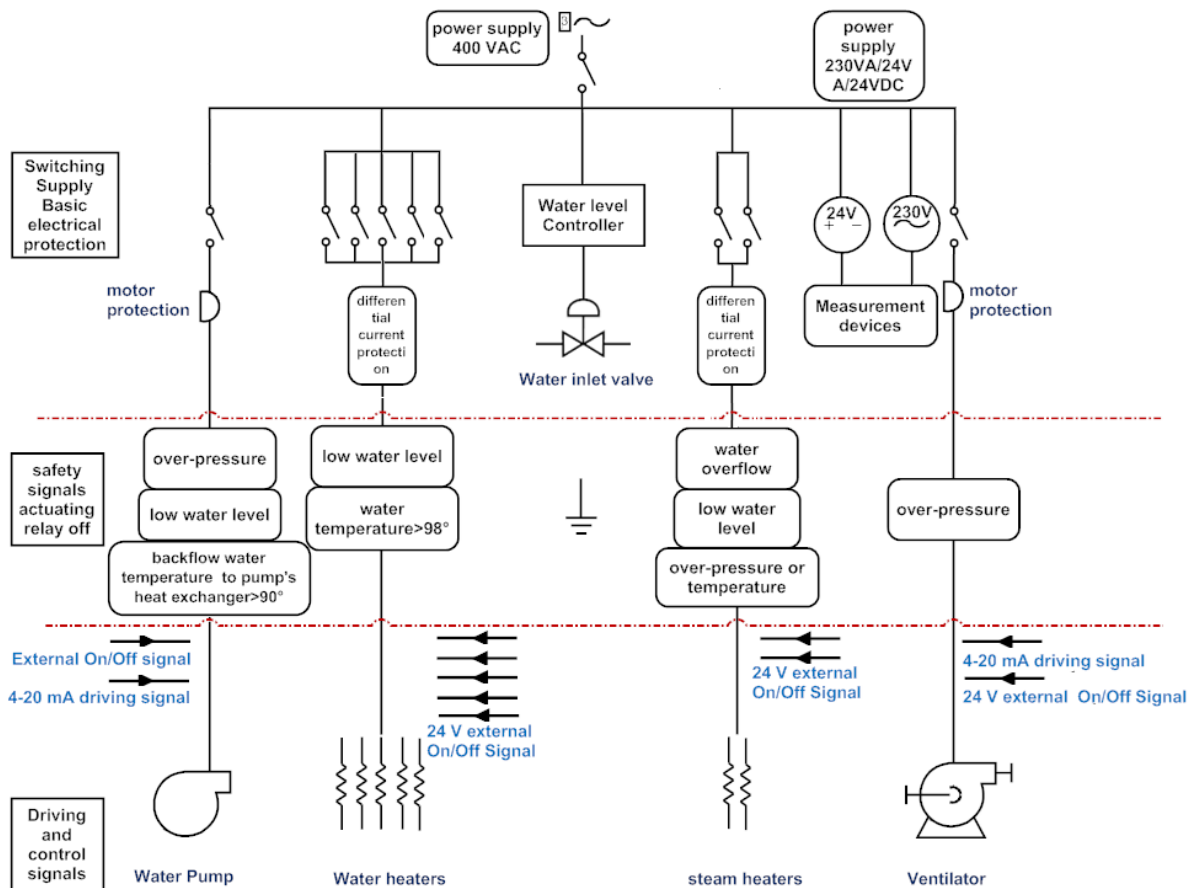 power supply
400 VAC
3
power
supply
230VA/24V
A/24VDC
Switching
Supply
Basic
electrical
protection
Water level
Controller
24V
+ −
230V
motor
protection
differen
tial
current
protecti
on
Water inlet valve
differen
tial
current
protecti
on
Measurement
devices
motor
protection
safety
signals
actuating
relay off
over-pressure
low water level
backflow water
temperature to pump's
heat exchanger>90°
low water level
water
temperature>98°
water
overflow
low water
level
over-pressure or
temperature
over-pressure
External On/Off signal
4-20 mA driving signal
24 V external
On/Off Signal
24 V external
On/Off Signal
4-20 mA driving signal
24 V external On/Off Signal
Driving
and
control
signals
Water Pump
Water heaters
steam heaters
Ventilator